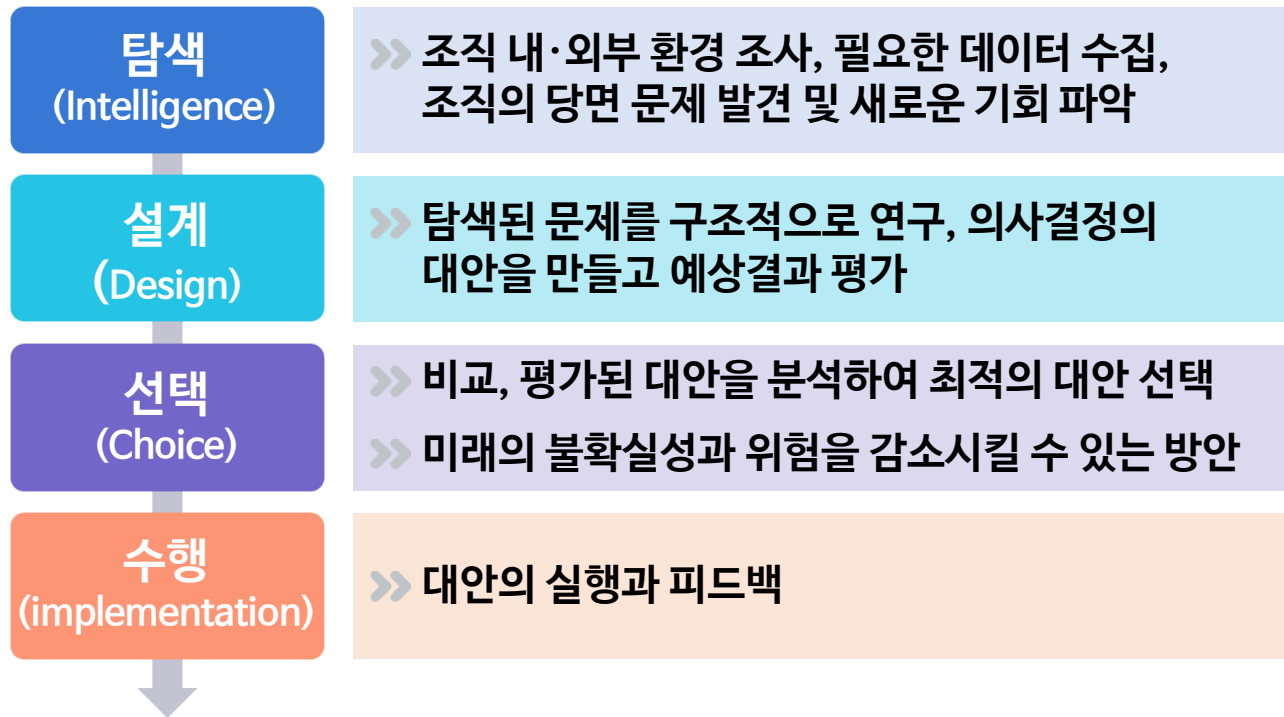 탐색
(Intelligence)
조직 내·외부 환경 조사, 필요한 데이터 수집,
조직의 당면 문제 발견 및 새로운 기회 파악
설계
(Design)
탐색된 문제를 구조적으로 연구, 의사결정의
대안을 만들고 예상결과 평가
선택
(Choice)
비교, 평가된 대안을 분석하여 최적의 대안 선택
미래의 불확실성과 위험을 감소시킬 수 있는 방안
수행
(implementation)
대안의 실행과 피드백